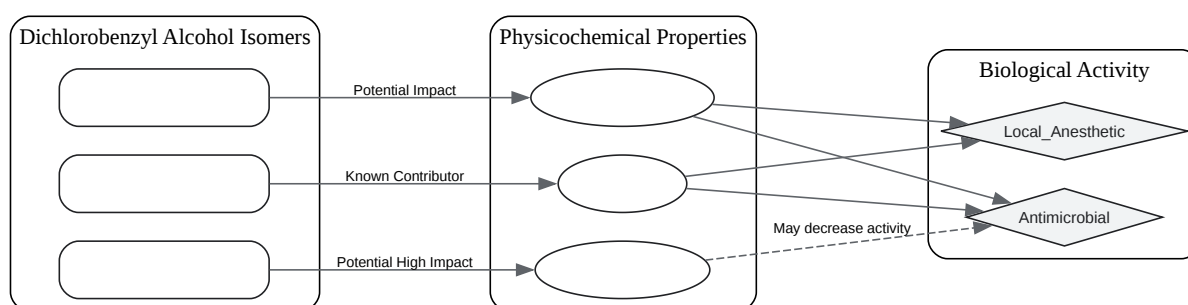 Dichlorobenzyl Alcohol Isomers
Physicochemical Properties
Biological Activity
Potential Impact
Local_Anesthetic
Known Contributor
Antimicrobial
May decrease activity
Potential High Impact